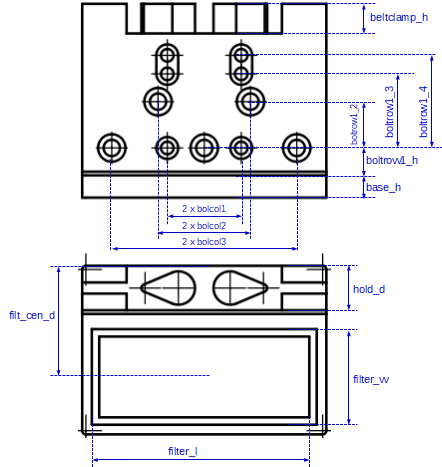 beltclamp_h
boltrow1_2
boltrow1_3
boltrow1_4
boltrow1_h
base_h
2 x bolcol1
2 x bolcol2
2 x bolcol3
filt_cen_d
hold_d
filter_w
filter_l